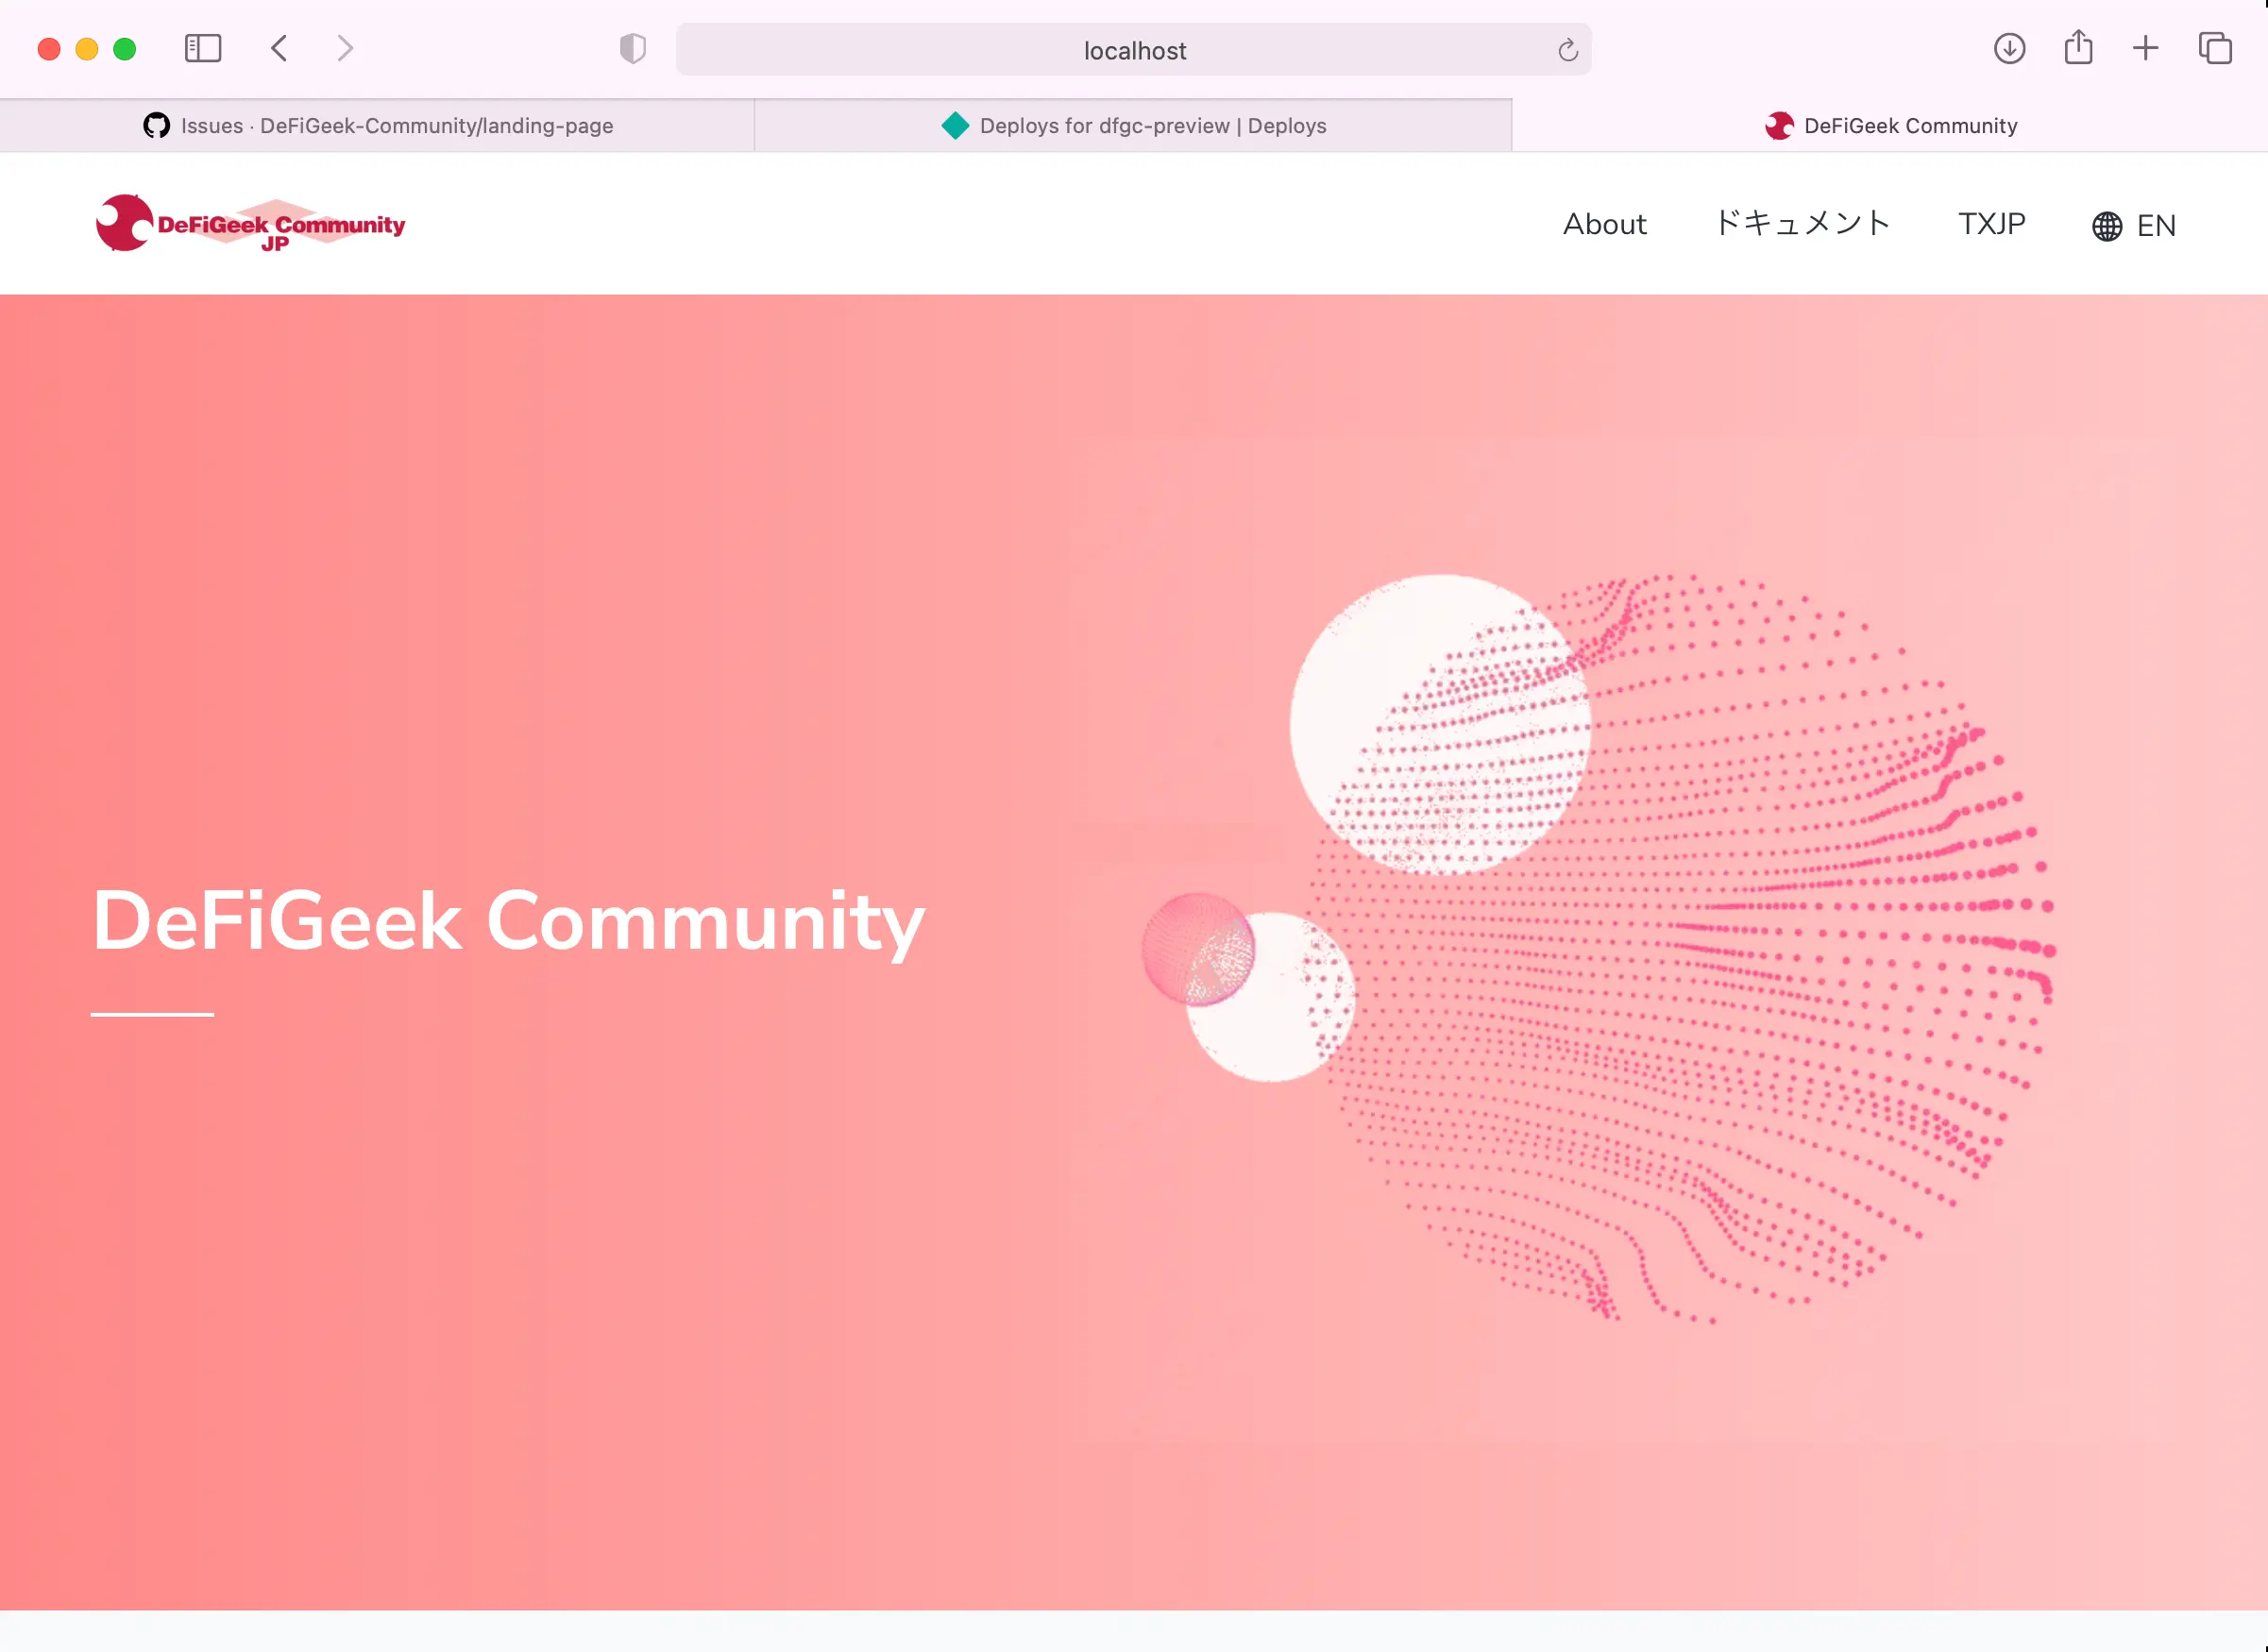 localhost
Issues · DeFiGeek-Community/landing-page
Deploys for dfgc-preview | Deploys
DeFiGeek Community
DeFiGeek Community
JP
About
ドキュメント
TXJP
EN
DeFiGeek Community